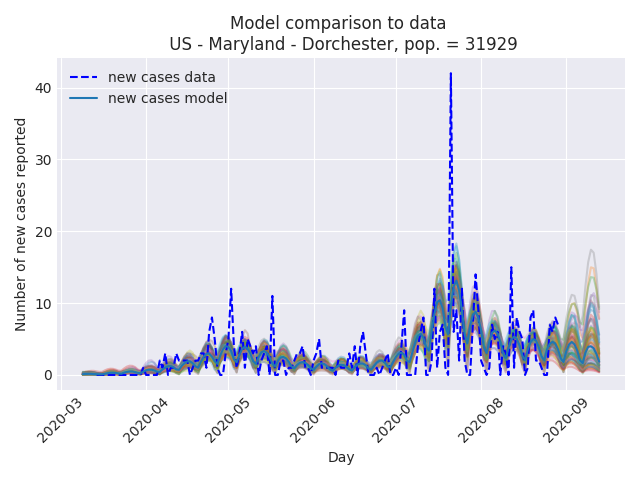 Model comparison to data
US - Maryland - Dorchester, pop. = 31929
new cases data
new cases model
Number of new cases reported
40
30
20
10
0
2020-03
2020-04
2020-05
2020-06
2020-07
2020-08
2020-09
Day